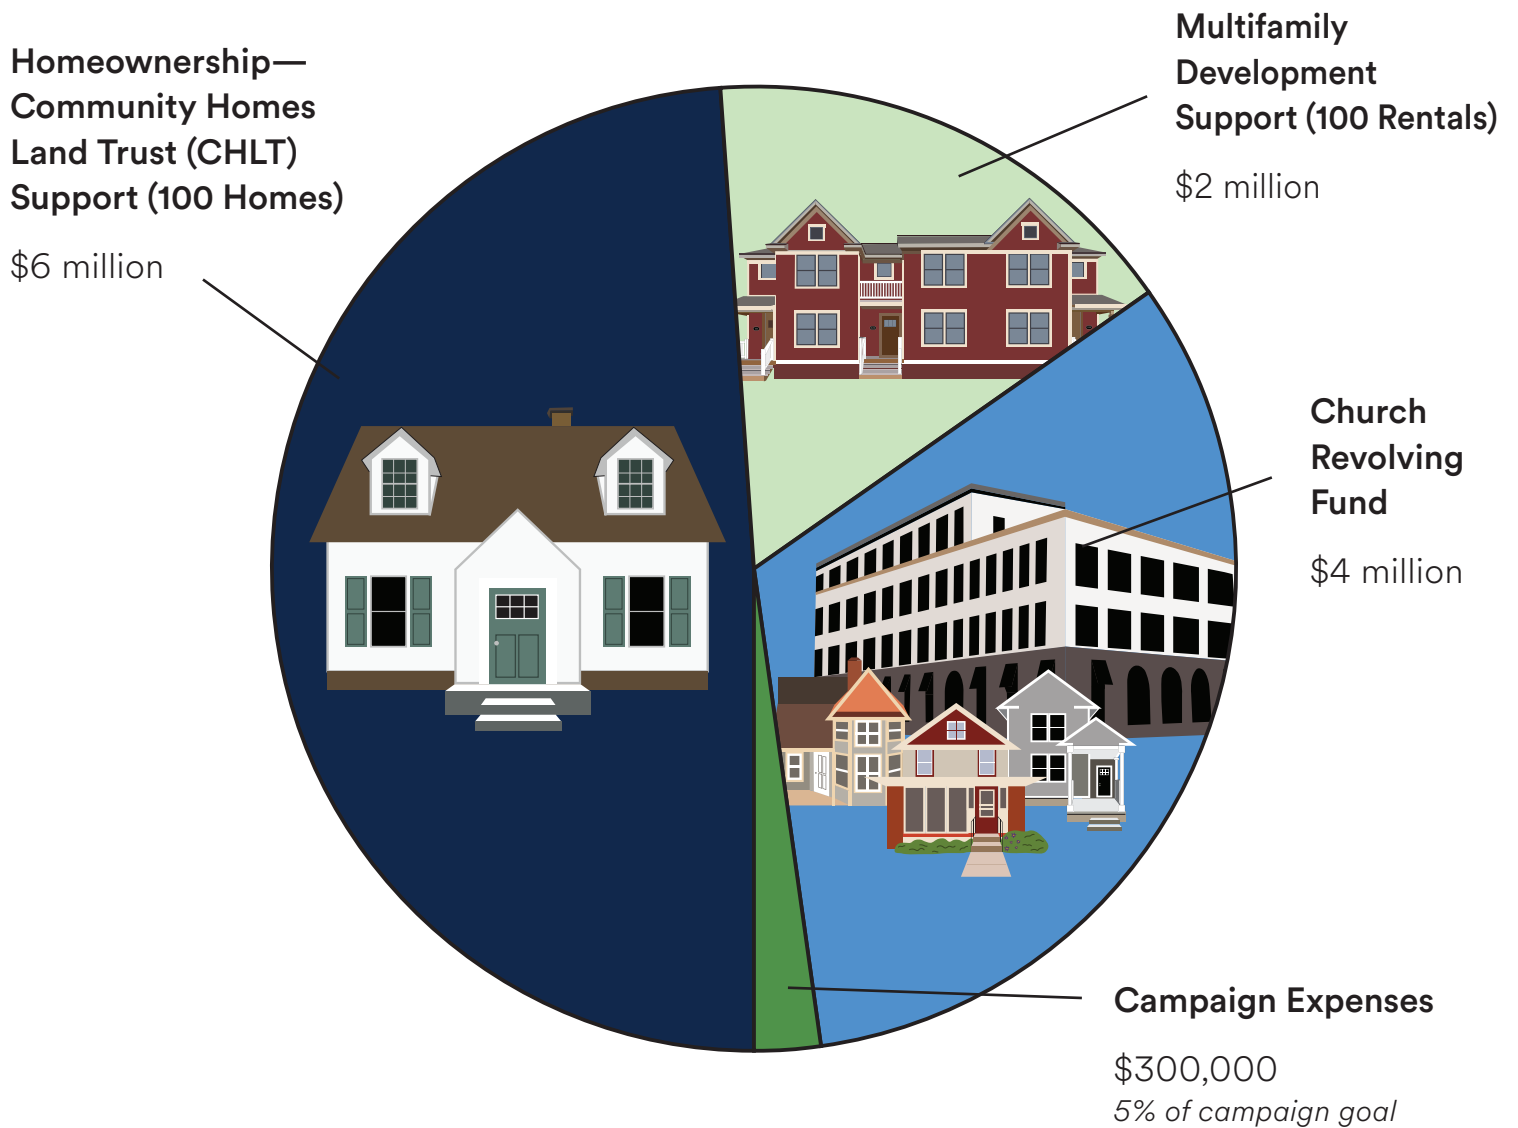 Homeownership—
Community Homes
Land Trust (CHLT)
Support (100 Homes)
$6 million
Multifamily
Development
Support (100 Rentals)
$2 million
Church
Revolving
Fund
$4 million
Campaign Expenses
$300,000
5% of campaign goal